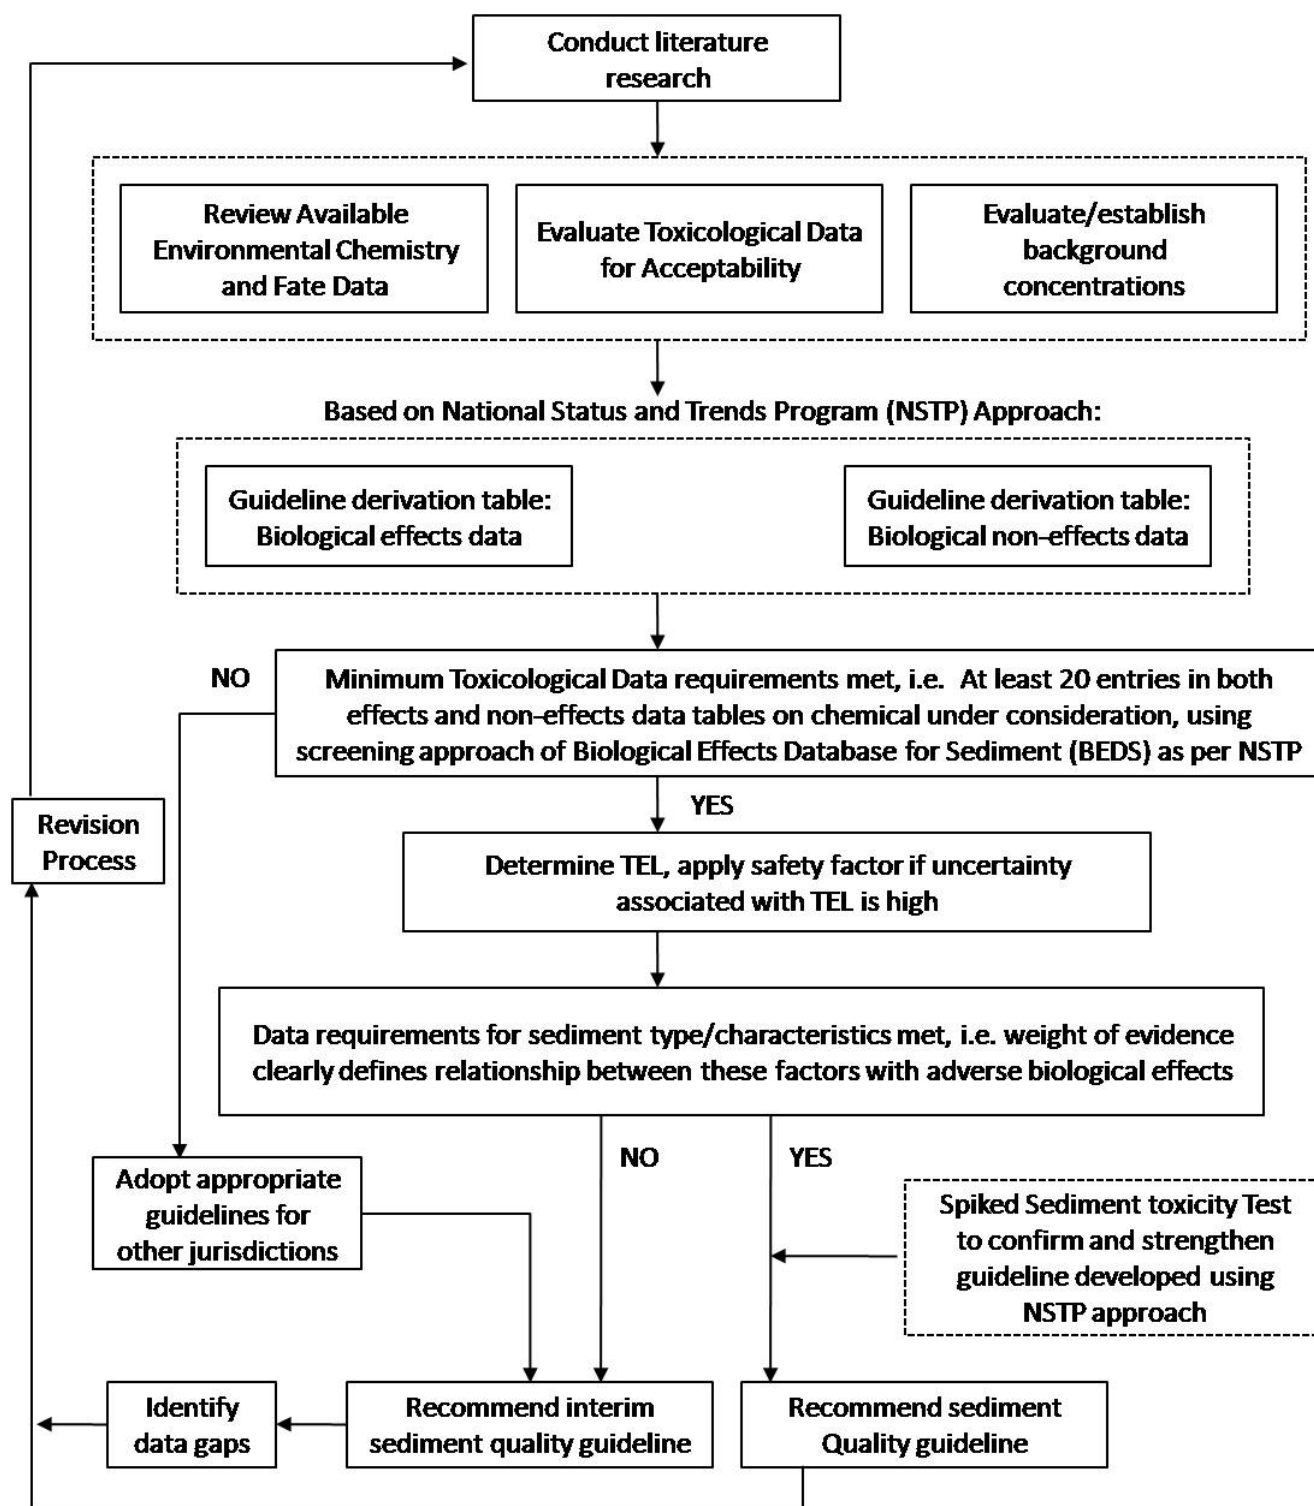 Conduct literature
research
Review Available
Environmental Chemistry
and Fate Data
Evaluate Toxicological Data
for Acceptability
Evaluate/establish
background
concentrations
Based on National Status and Trends Program (NSTP) Approach:
Guideline derivation table:
Biological effects data
Guideline derivation table:
Biological non-effects data
NO
Minimum Toxicological Data requirements met, i.e. At least 20 entries in both
effects and non-effects data tables on chemical under consideration, using
screening approach of Biological Effects Database for Sediment (BEDS) as per NSTP
YES
Revision
Process
Determine TEL, apply safety factor if uncertainty
associated with TEL is high
Data requirements for sediment type/characteristics met, i.e. weight of evidence
clearly defines relationship between these factors with adverse biological effects
NO
YES
Adopt appropriate
guidelines for
other jurisdictions
Spiked Sediment toxicity Test
to confirm and strengthen
guideline developed using
NSTP approach
Identify
data gaps
Recommend interim
sediment quality guideline
Recommend sediment
Quality guideline